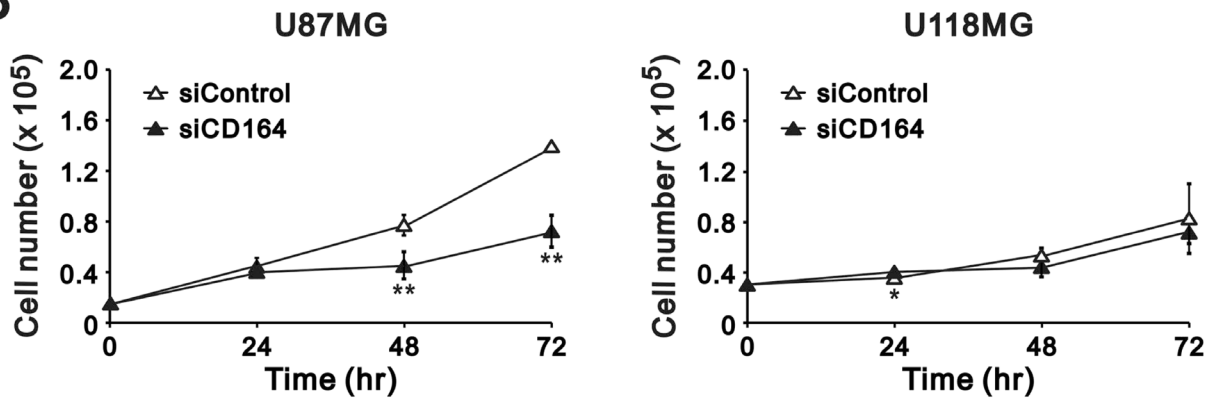 U87MG
Cell number (x 10⁵)
2.0
1.6
1.2
0.8
0.4
0
siControl
siCD164
**
**
0 24 48 72
Time (hr)
U118MG
Cell number (x 10⁵)
2.0
1.6
1.2
0.8
0.4
0
siControl
siCD164
*
0 24 48 72
Time (hr)